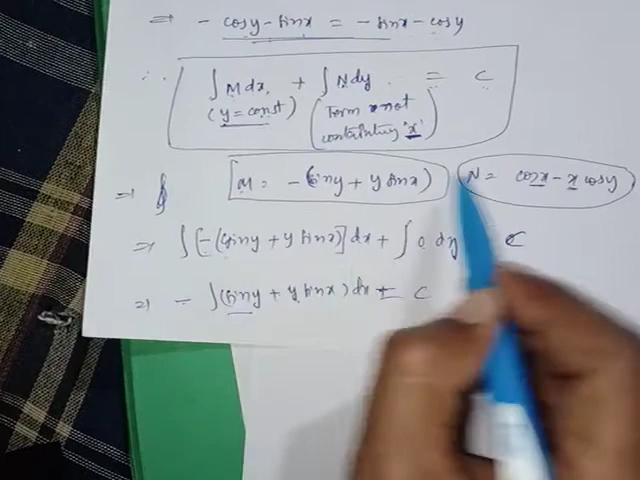 ⇒ - cosy - sinx = - sinx - cosy
∴ ∫ M dx + ∫ N dy = c
(y = const) (Term not containing 'x')
⇒ ∮ [M = - (siny + y sinx) N = cosx - x cosy
⇒ ∫ [-(siny + y sinx)] dx + ∫ 0 dy C
⇒ - ∫ (siny + y sinx) dx = C